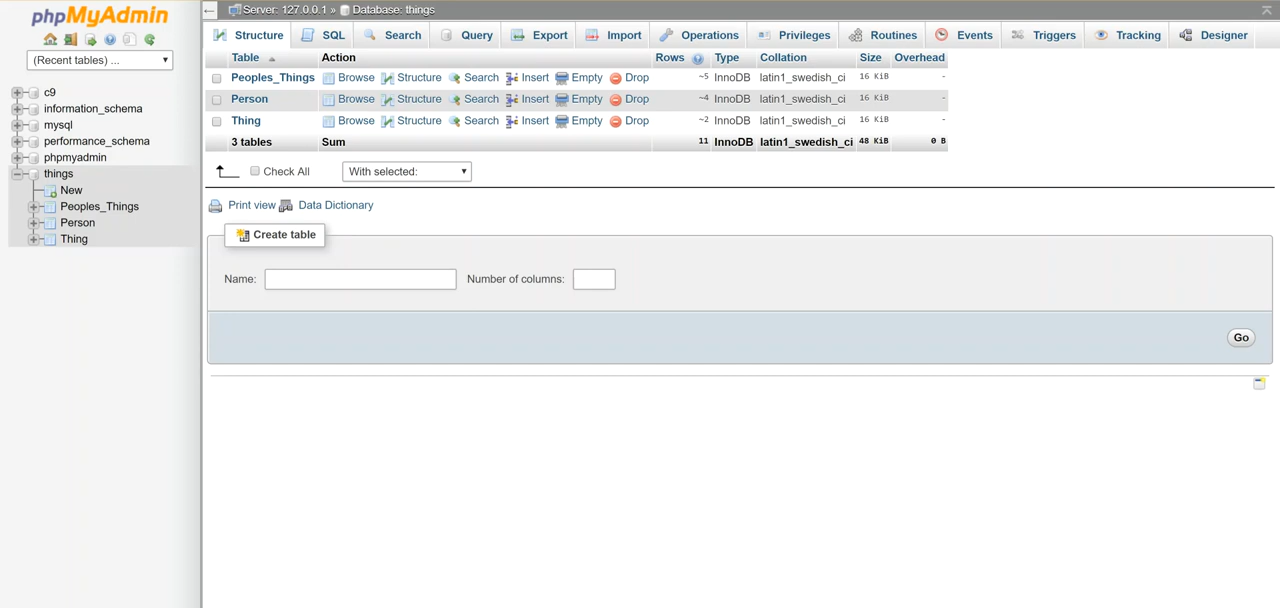 phpMyAdmin
(Recent tables) ...
c9
information_schema
mysql
performance_schema
phpmyadmin
things
New
Peoples_Things
Person
Thing
Server: 127.0.0.1 » Database: things
Structure SQL Search Query Export Import Operations Privileges Routines Events Triggers Tracking Designer
Table Action Rows Type Collation Size Overhead
Peoples_Things Browse Structure Search Insert Empty Drop ~5 InnoDB latin1_swedish_ci 16 KiB -
Person Browse Structure Search Insert Empty Drop ~4 InnoDB latin1_swedish_ci 16 KiB -
Thing Browse Structure Search Insert Empty Drop ~2 InnoDB latin1_swedish_ci 16 KiB -
3 tables Sum 11 InnoDB latin1_swedish_ci 48 KiB 0 B
Check All With selected:
Print view Data Dictionary
Create table
Name: Number of columns:
Go